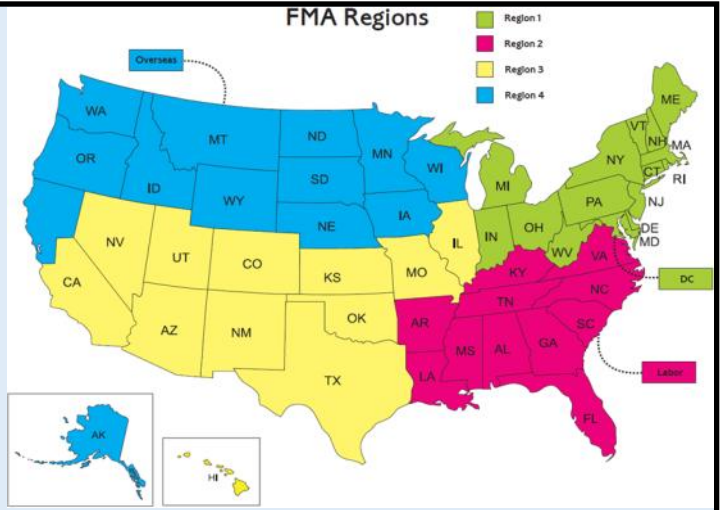 FMA Regions
Region 1
Region 2
Region 3
Region 4
Overseas
WA
MT
ND
MN
OR
ID
WY
SD
WI
NE
IA
ME
VT
NH
MA
NY
CT
RI
MI
PA
NJ
OH
IN
DE
MD
WV
NV
UT
CO
KS
MO
IL
CA
AZ
NM
OK
TX
KY
VA
DC
TN
NC
AR
SC
MS
AL
GA
LA
Labor
FL
AK
HI